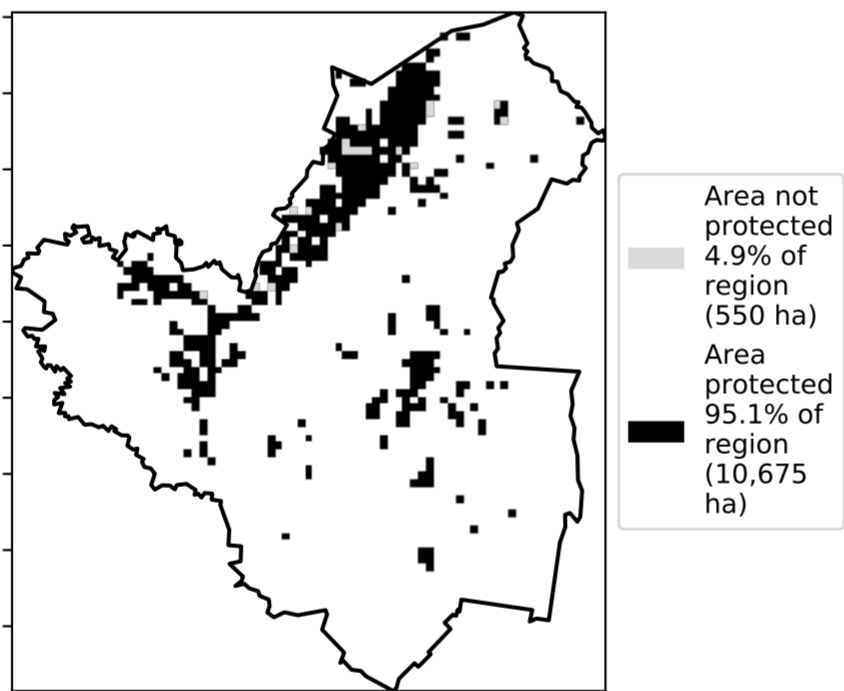 Area not
protected
4.9% of
region
(550 ha)
Area
protected
95.1% of
region
(10,675
ha)